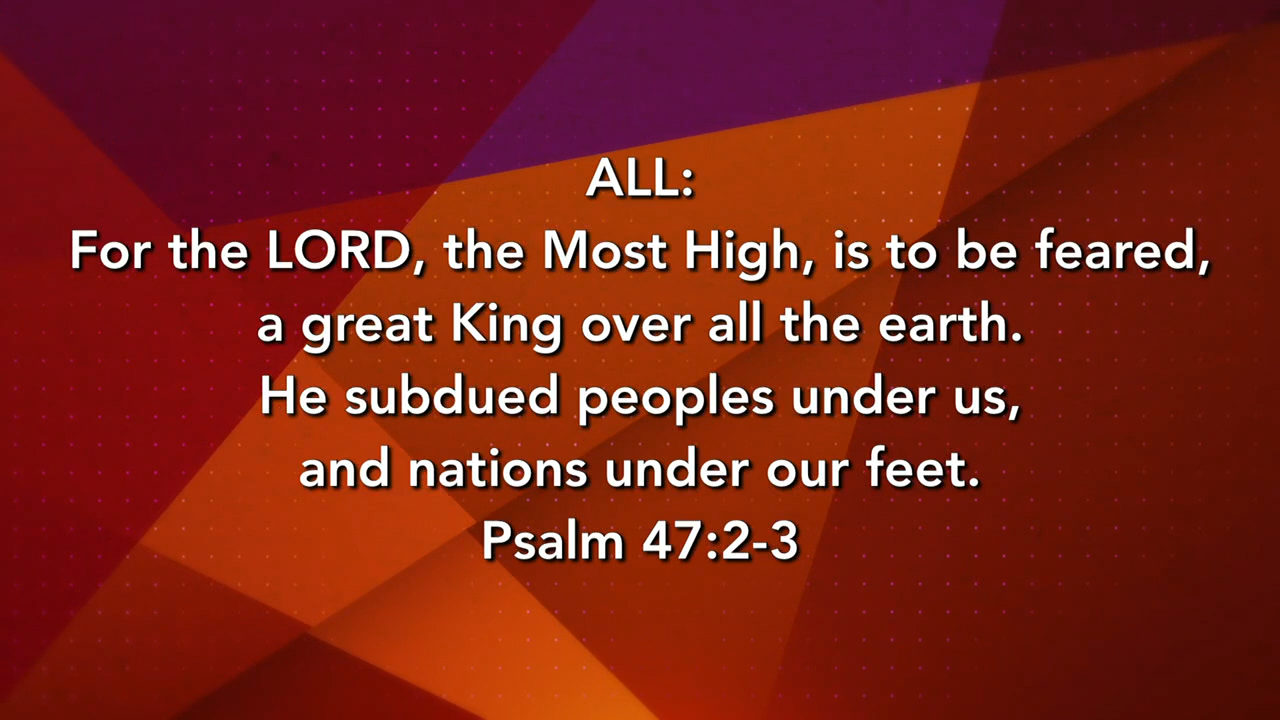 ALL:
For the LORD, the Most High, is to be feared,
a great King over all the earth.
He subdued peoples under us,
and nations under our feet.
Psalm 47:2-3